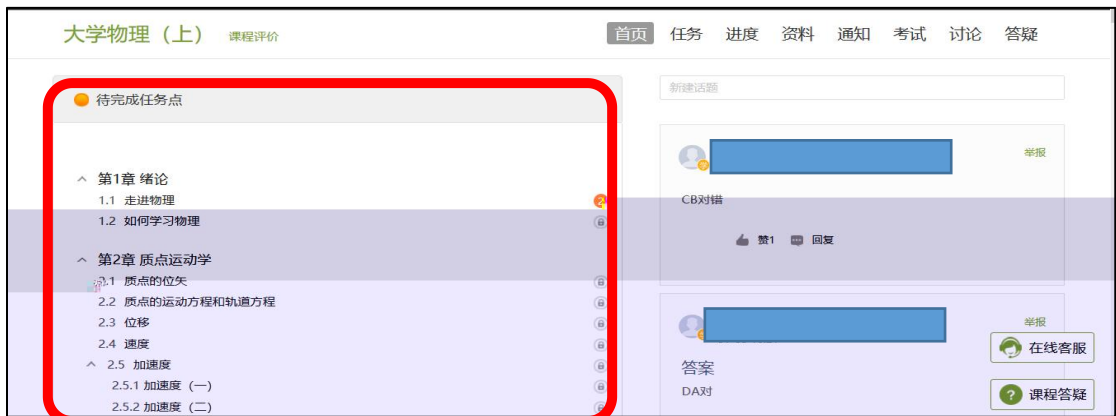 大学物理（上） 课程评价 首页 任务 进度 资料 通知 考试 讨论 答疑
待完成任务点
第1章 绪论
1.1 走进物理 2
1.2 如何学习物理
第2章 质点运动学
2.1 质点的位矢
2.2 质点的运动方程和轨道方程
2.3 位移
2.4 速度
2.5 加速度
2.5.1 加速度（一）
2.5.2 加速度（二）
新建话题
举报
CB对错
赞1 回复
举报
答案
DA对
在线客服
? 课程答疑